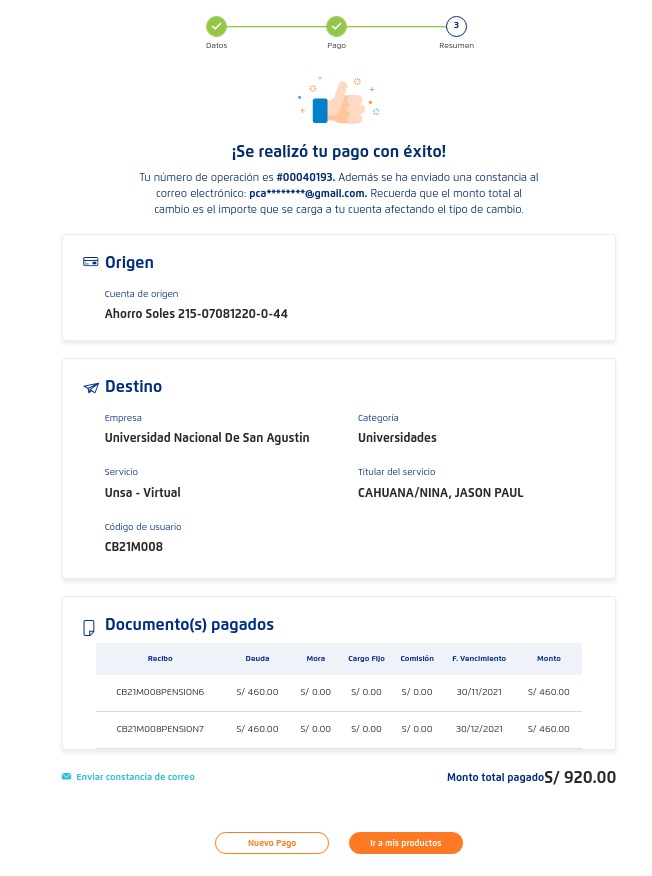 3
Datos
Pago
Resumen
¡Se realizó tu pago con éxito!
Tu número de operación es #00040193. Además se ha enviado una constancia al
correo electrónico: pca********@gmail.com. Recuerda que el monto total al
cambio es el importe que se carga a tu cuenta afectando el tipo de cambio.
Origen
Cuenta de origen
Ahorro Soles 215-07081220-0-44
Destino
Empresa
Categoría
Universidad Nacional De San Agustin
Universidades
Servicio
Titular del servicio
Unsa - Virtual
CAHUANA/NINA, JASON PAUL
Código de usuario
CB21M008
Documento(s) pagados
Recibo Deuda Mora Cargo Fijo Comisión F. Vencimiento Monto
CB21M008PENSION6 S/ 460.00 S/ 0.00 S/ 0.00 S/ 0.00 30/11/2021 S/ 460.00
CB21M008PENSION7 S/ 460.00 S/ 0.00 S/ 0.00 S/ 0.00 30/12/2021 S/ 460.00
Enviar constancia de correo
Monto total pagadoS/ 920.00
Nuevo Pago
Ir a mis productos